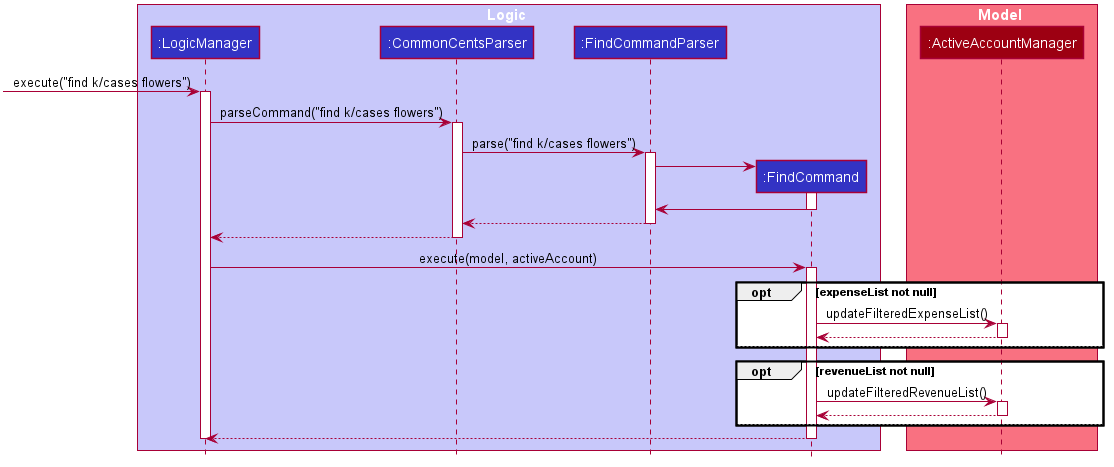 Logic
Model
:LogicManager
:CommonCentsParser
:FindCommandParser
:ActiveAccountManager
execute("find k/cases flowers")
parseCommand("find k/cases flowers")
parse("find k/cases flowers")
:FindCommand
execute(model, activeAccount)
opt
[expenseList not null]
updateFilteredExpenseList()
opt
[revenueList not null]
updateFilteredRevenueList()